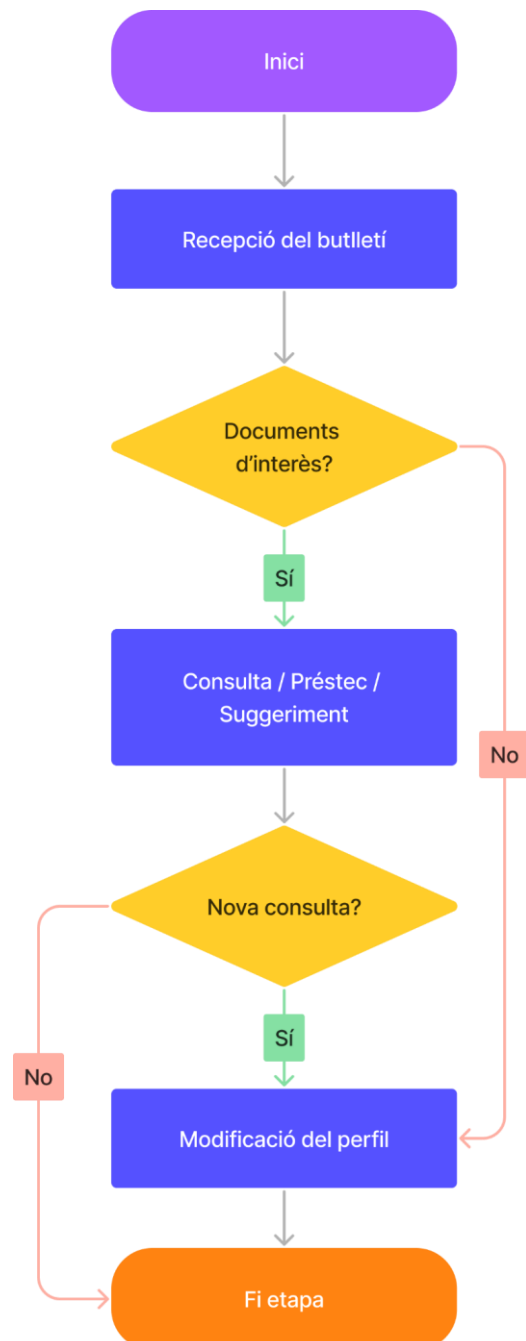 Inici
Recepció del butlletí
Documents
d'interès?
Sí
Consulta / Préstec /
Suggeriment
No
Nova consulta?
Sí
No
Modificació del perfil
Fi etapa